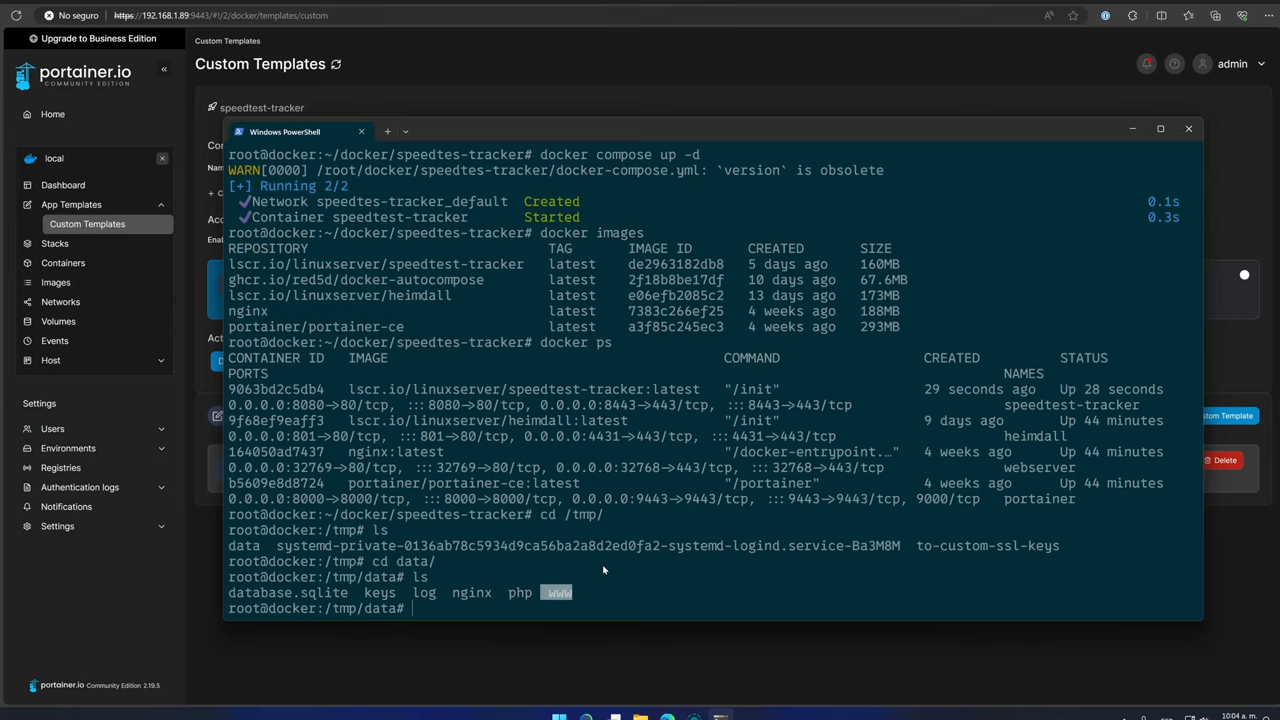 No seguro
https://192.168.1.89:9443/#!/2/docker/templates/custom
Upgrade to Business Edition
portainer.io
COMMUNITY EDITION
Home
local
Dashboard
App Templates
Custom Templates
Stacks
Containers
Images
Networks
Volumes
Events
Host
Settings
Users
Environments
Registries
Authentication logs
Notifications
Settings
portainer.io Community Edition 2.19.5
Custom Templates
Custom Templates
admin
speedtest-tracker
Windows PowerShell
root@docker:~/docker/speedtes-tracker# docker compose up -d
WARN[0000] /root/docker/speedtes-tracker/docker-compose.yml: `version` is obsolete
[+] Running 2/2
✔Network speedtes-tracker_default Created 0.1s
✔Container speedtest-tracker Started 0.3s
root@docker:~/docker/speedtes-tracker# docker images
REPOSITORY TAG IMAGE ID CREATED SIZE
lscr.io/linuxserver/speedtest-tracker latest de2963182db8 5 days ago 160MB
ghcr.io/red5d/docker-autocompose latest 2f18b8be17df 10 days ago 67.6MB
lscr.io/linuxserver/heimdall latest e06efb2085c2 13 days ago 173MB
nginx latest 7383c266ef25 4 weeks ago 188MB
portainer/portainer-ce latest a3f85c245ec3 4 weeks ago 293MB
root@docker:~/docker/speedtes-tracker# docker ps
CONTAINER ID IMAGE COMMAND CREATED STATUS
PORTS NAMES
9063bd2c5db4 lscr.io/linuxserver/speedtest-tracker:latest "/init" 29 seconds ago Up 28 seconds
0.0.0.0:8080->80/tcp, :::8080->80/tcp, 0.0.0.0:8443->443/tcp, :::8443->443/tcp speedtest-tracker
9f68ef9eaff3 lscr.io/linuxserver/heimdall:latest "/init" 9 days ago Up 44 minutes
0.0.0.0:801->80/tcp, :::801->80/tcp, 0.0.0.0:4431->443/tcp, :::4431->443/tcp heimdall
164050ad7437 nginx:latest "/docker-entrypoint.…" 4 weeks ago Up 44 minutes
0.0.0.0:32769->80/tcp, :::32769->80/tcp, 0.0.0.0:32768->443/tcp, :::32768->443/tcp webserver
b5609e8d8724 portainer/portainer-ce:latest "/portainer" 4 weeks ago Up 44 minutes
0.0.0.0:8000->8000/tcp, :::8000->8000/tcp, 0.0.0.0:9443->9443/tcp, :::9443->9443/tcp, 9000/tcp portainer
root@docker:~/docker/speedtes-tracker# cd /tmp/
root@docker:/tmp# ls
data systemd-private-0136ab78c5934d9ca56ba2a8d2ed0fa2-systemd-logind.service-Ba3M8M to-custom-ssl-keys
root@docker:/tmp# cd data/
root@docker:/tmp/data# ls
database.sqlite keys log nginx php www
root@docker:/tmp/data#
Delete
10:04 a. m.